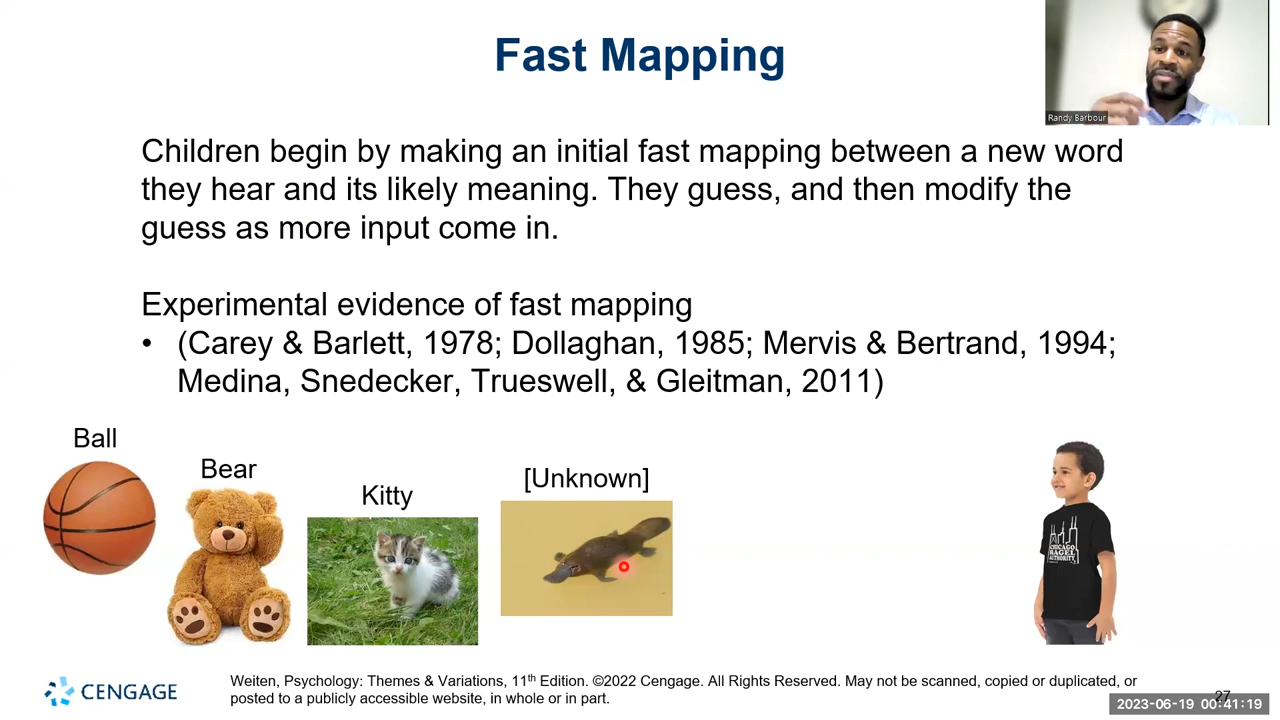 Fast Mapping
Randy Barbour
Children begin by making an initial fast mapping between a new word
they hear and its likely meaning. They guess, and then modify the
guess as more input come in.
Experimental evidence of fast mapping
• (Carey & Barlett, 1978; Dollaghan, 1985; Mervis & Bertrand, 1994;
Medina, Snedecker, Trueswell, & Gleitman, 2011)
Ball
Bear
Kitty
[Unknown]
CHICAGO
BAGEL
AUTHORITY
CENGAGE
Weiten, Psychology: Themes & Variations, 11th Edition. ©2022 Cengage. All Rights Reserved. May not be scanned, copied or duplicated, or
posted to a publicly accessible website, in whole or in part.
27
2023-06-19 00:41:19